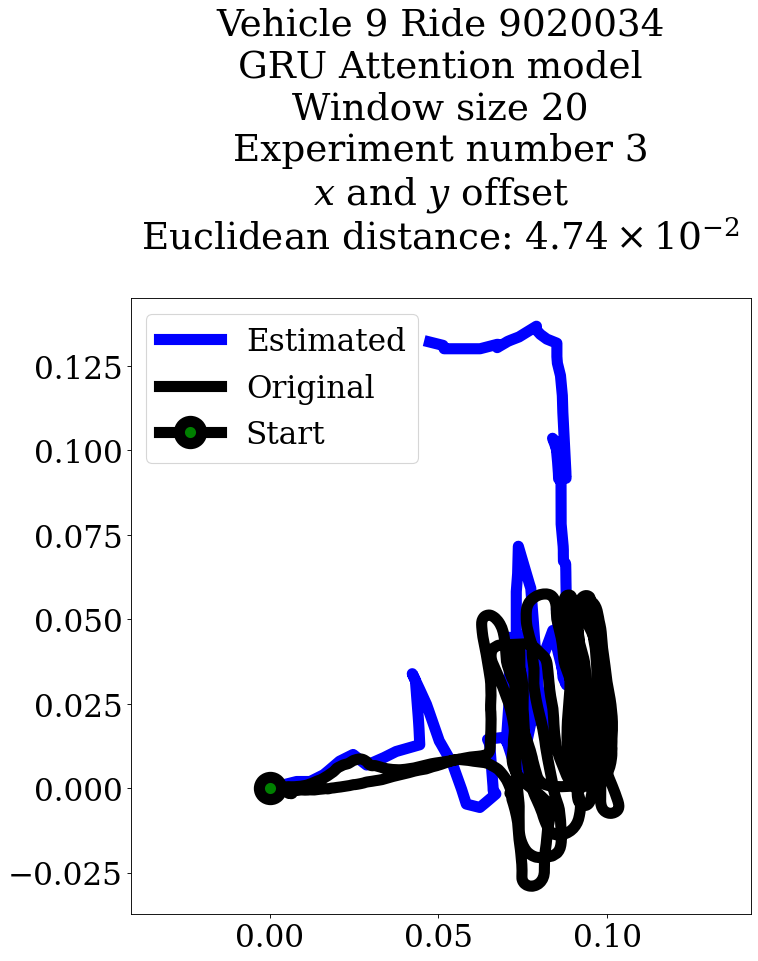 Vehicle 9 Ride 9020034
GRU Attention model
Window size 20
Experiment number 3
x and y offset
Euclidean distance: 4.74 × 10⁻²
Estimated
Original
Start
0.125
0.100
0.075
0.050
0.025
0.000
−0.025
0.00 0.05 0.10